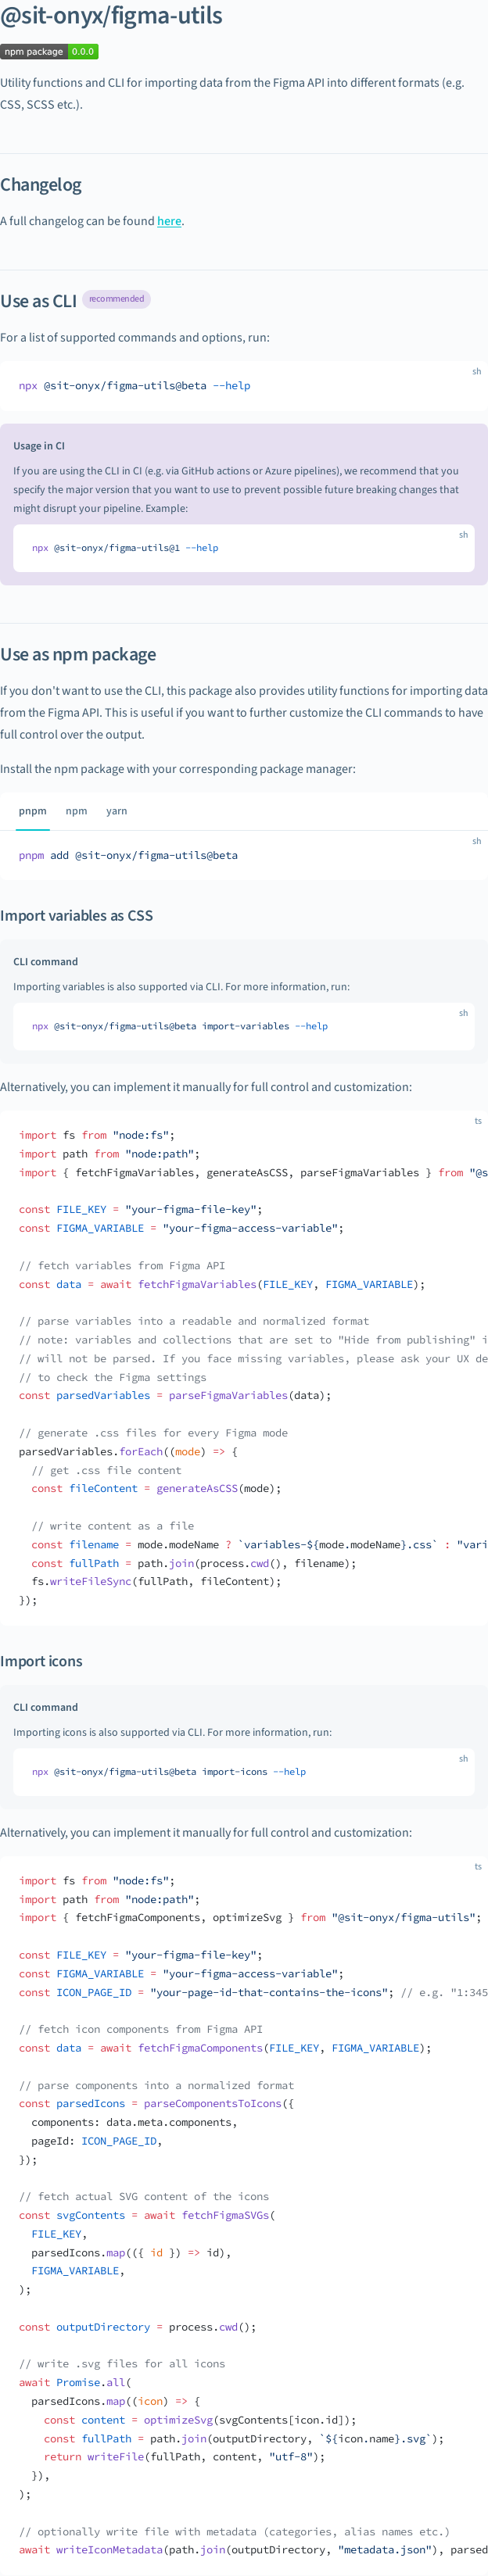 @sit-onyx/figma-utils
npm package 0.0.0
Utility functions and CLI for importing data from the Figma API into different formats (e.g.
CSS, SCSS etc.).
Changelog
A full changelog can be found here.
Use as CLI recommended
For a list of supported commands and options, run:
sh
npx @sit-onyx/figma-utils@beta --help
Usage in CI
If you are using the CLI in CI (e.g. via GitHub actions or Azure pipelines), we recommend that you
specify the major version that you want to use to prevent possible future breaking changes that
might disrupt your pipeline. Example:
sh
npx @sit-onyx/figma-utils@1 --help
Use as npm package
If you don't want to use the CLI, this package also provides utility functions for importing data
from the Figma API. This is useful if you want to further customize the CLI commands to have
full control over the output.
Install the npm package with your corresponding package manager:
pnpm npm yarn
sh
pnpm add @sit-onyx/figma-utils@beta
Import variables as CSS
CLI command
Importing variables is also supported via CLI. For more information, run:
sh
npx @sit-onyx/figma-utils@beta import-variables --help
Alternatively, you can implement it manually for full control and customization:
ts
import fs from "node:fs";
import path from "node:path";
import { fetchFigmaVariables, generateAsCSS, parseFigmaVariables } from "@s
const FILE_KEY = "your-figma-file-key";
const FIGMA_VARIABLE = "your-figma-access-variable";
// fetch variables from Figma API
const data = await fetchFigmaVariables(FILE_KEY, FIGMA_VARIABLE);
// parse variables into a readable and normalized format
// note: variables and collections that are set to "Hide from publishing" i
// will not be parsed. If you face missing variables, please ask your UX de
// to check the Figma settings
const parsedVariables = parseFigmaVariables(data);
// generate .css files for every Figma mode
parsedVariables.forEach((mode) => {
// get .css file content
const fileContent = generateAsCSS(mode);
// write content as a file
const filename = mode.modeName ? `variables-${mode.modeName}.css` : "vari
const fullPath = path.join(process.cwd(), filename);
fs.writeFileSync(fullPath, fileContent);
});
Import icons
CLI command
Importing icons is also supported via CLI. For more information, run:
sh
npx @sit-onyx/figma-utils@beta import-icons --help
Alternatively, you can implement it manually for full control and customization:
ts
import fs from "node:fs";
import path from "node:path";
import { fetchFigmaComponents, optimizeSvg } from "@sit-onyx/figma-utils";
const FILE_KEY = "your-figma-file-key";
const FIGMA_VARIABLE = "your-figma-access-variable";
const ICON_PAGE_ID = "your-page-id-that-contains-the-icons"; // e.g. "1:345
// fetch icon components from Figma API
const data = await fetchFigmaComponents(FILE_KEY, FIGMA_VARIABLE);
// parse components into a normalized format
const parsedIcons = parseComponentsToIcons({
components: data.meta.components,
pageId: ICON_PAGE_ID,
});
// fetch actual SVG content of the icons
const svgContents = await fetchFigmaSVGs(
FILE_KEY,
parsedIcons.map(({ id }) => id),
FIGMA_VARIABLE,
);
const outputDirectory = process.cwd();
// write .svg files for all icons
await Promise.all(
parsedIcons.map((icon) => {
const content = optimizeSvg(svgContents[icon.id]);
const fullPath = path.join(outputDirectory, `${icon.name}.svg`);
return writeFile(fullPath, content, "utf-8");
}),
);
// optionally write file with metadata (categories, alias names etc.)
await writeIconMetadata(path.join(outputDirectory, "metadata.json"), parsed